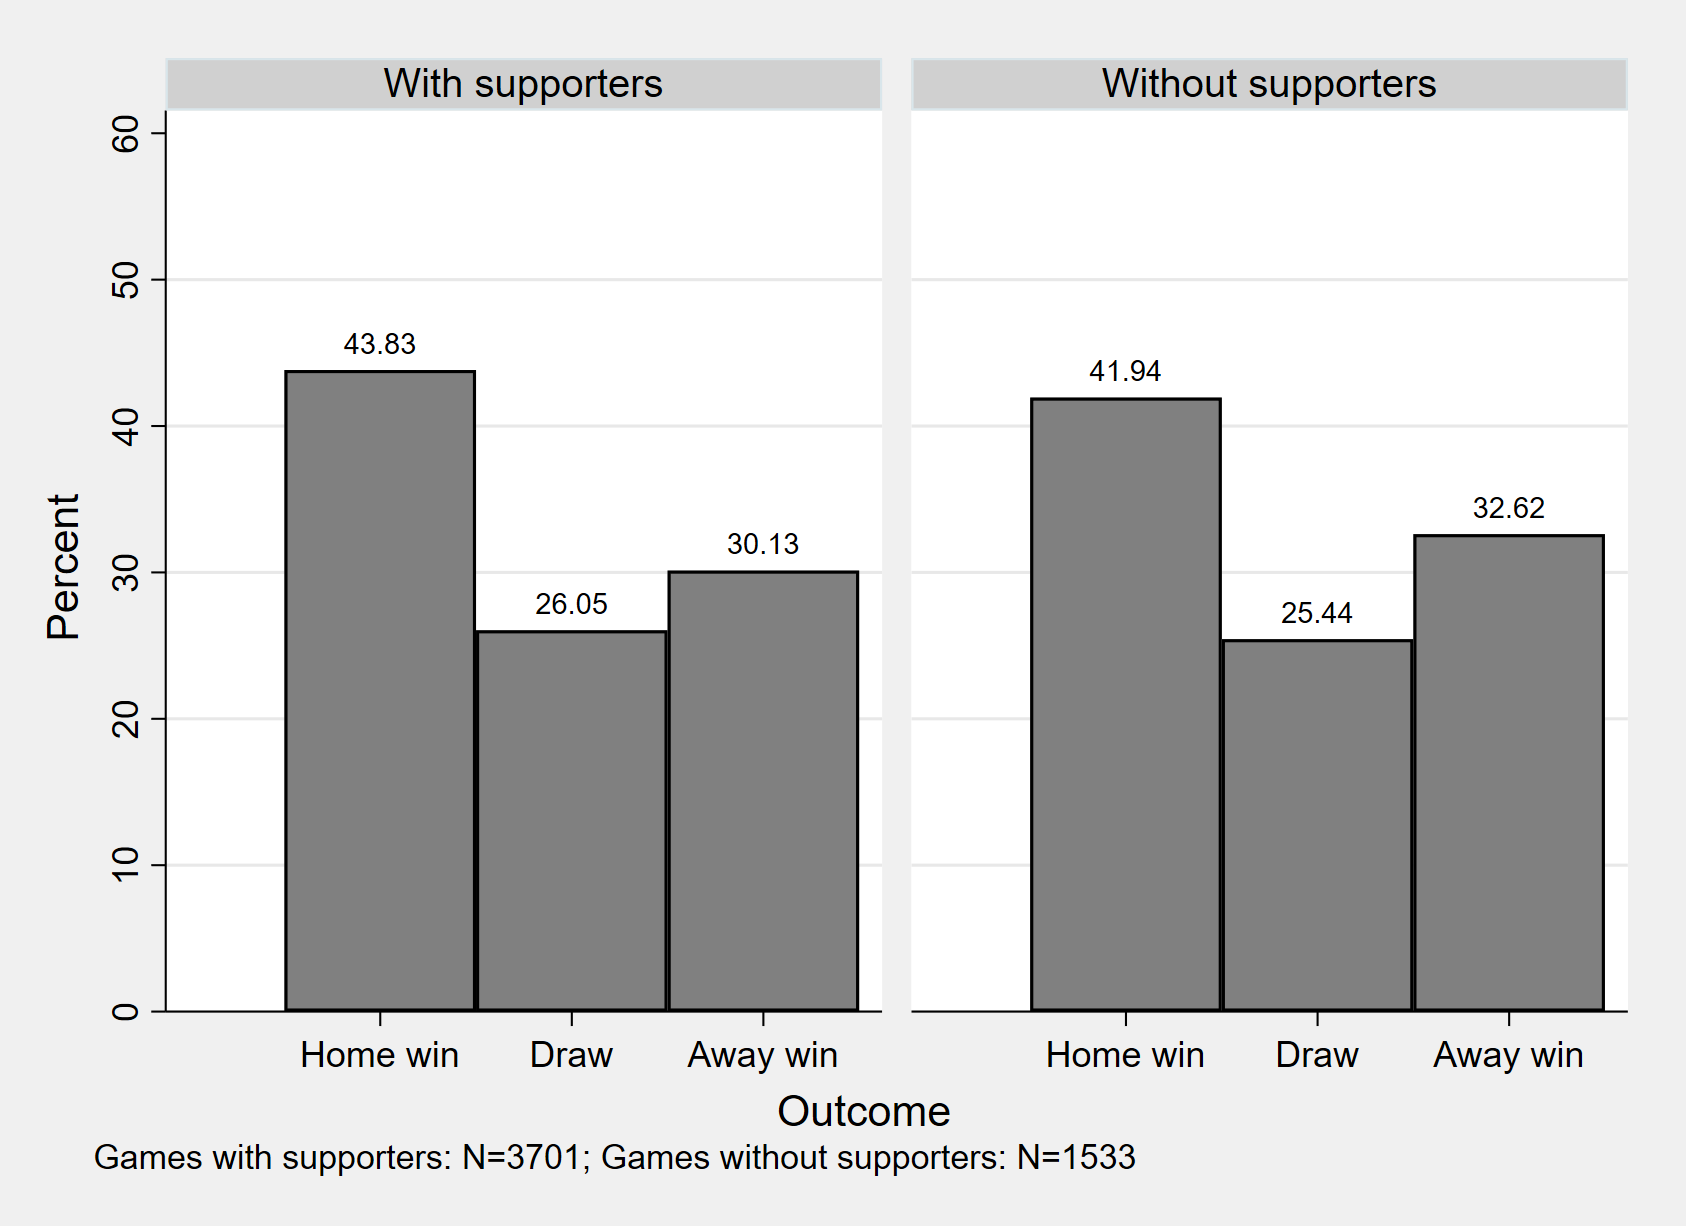 With supporters
Without supporters
Percent
60
50
40
30
20
10
0
43.83
26.05
30.13
41.94
25.44
32.62
Home win Draw Away win
Home win Draw Away win
Outcome
Games with supporters: N=3701; Games without supporters: N=1533